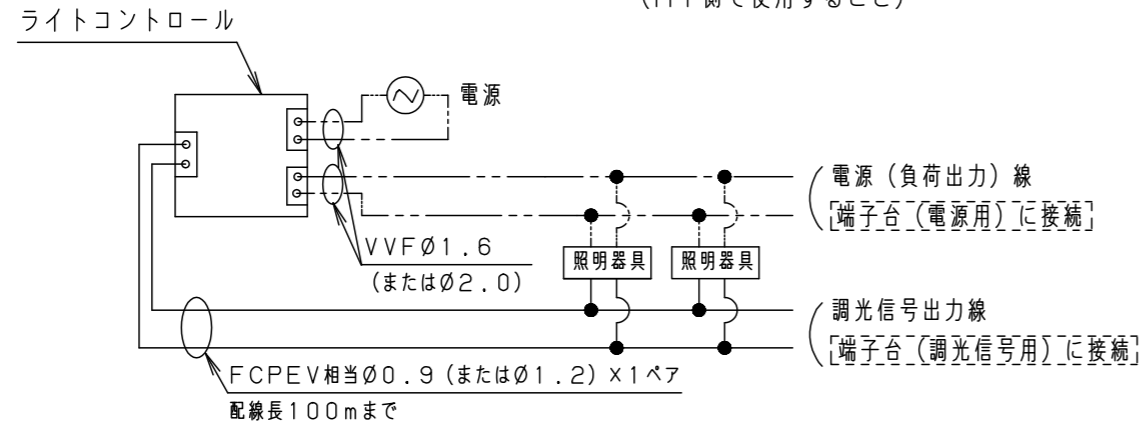 ライトコントロール
電源
電源（負荷出力）線
端子台（電源用）に接続
VVFØ1.6
（またはØ2.0）
照明器具
照明器具
調光信号出力線
端子台（調光信号用）に接続
FCPEV相当Ø0.9（またはØ1.2）×1ペア
配線長100mまで